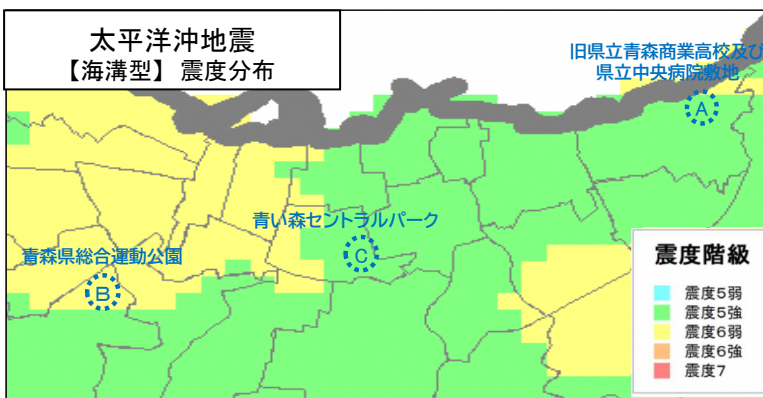 太平洋沖地震
【海溝型】震度分布
旧県立青森商業高校及び
県立中央病院敷地
A
青い森セントラルパーク
C
青森県総合運動公園
B
震度階級
震度5弱
震度5強
震度6弱
震度6強
震度7